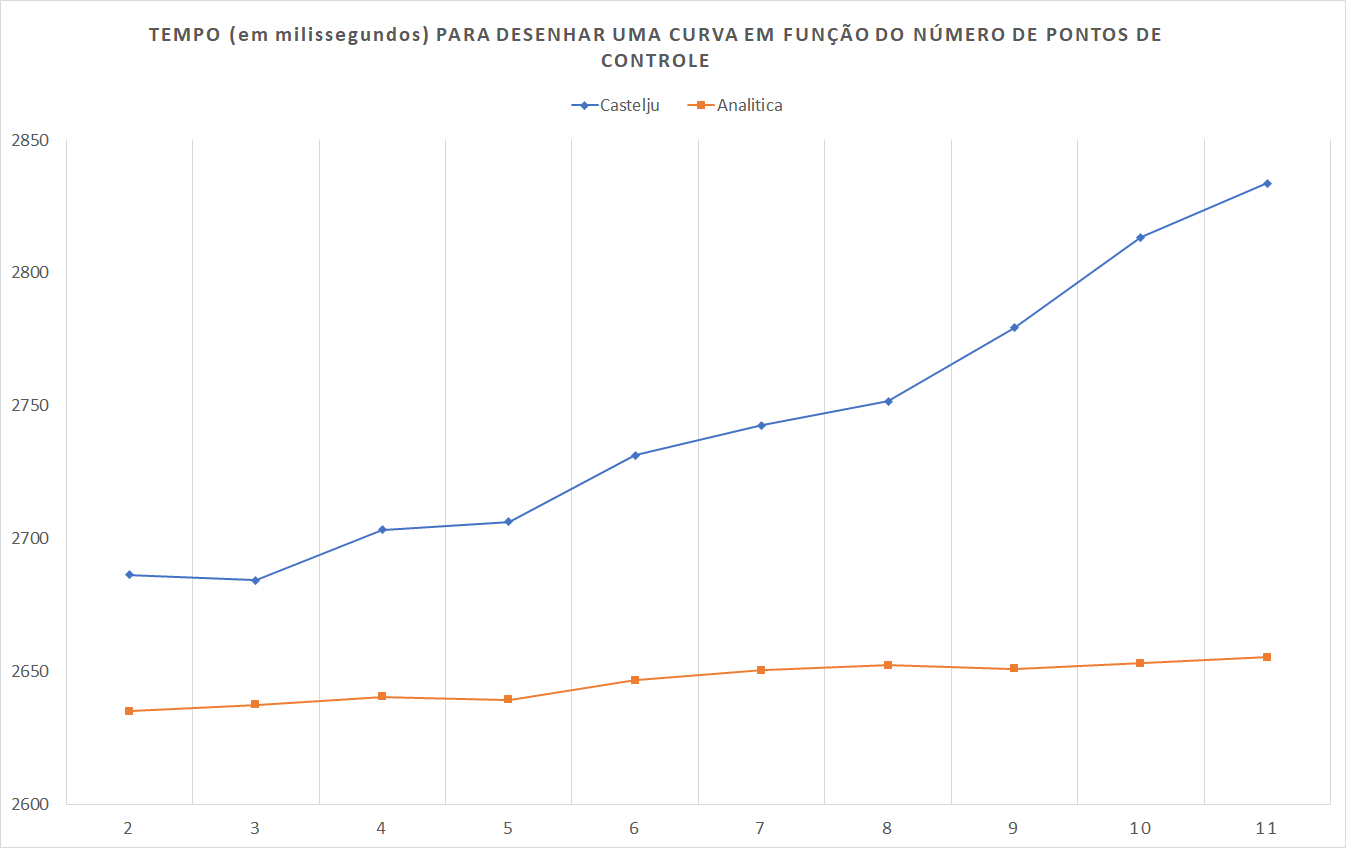 TEMPO (em milissegundos) PARA DESENHAR UMA CURVA EM FUNÇÃO DO NÚMERO DE PONTOS DE
CONTROLE
Castelju Analitica
2850
2800
2750
2700
2650
2600
2 3 4 5 6 7 8 9 10 11